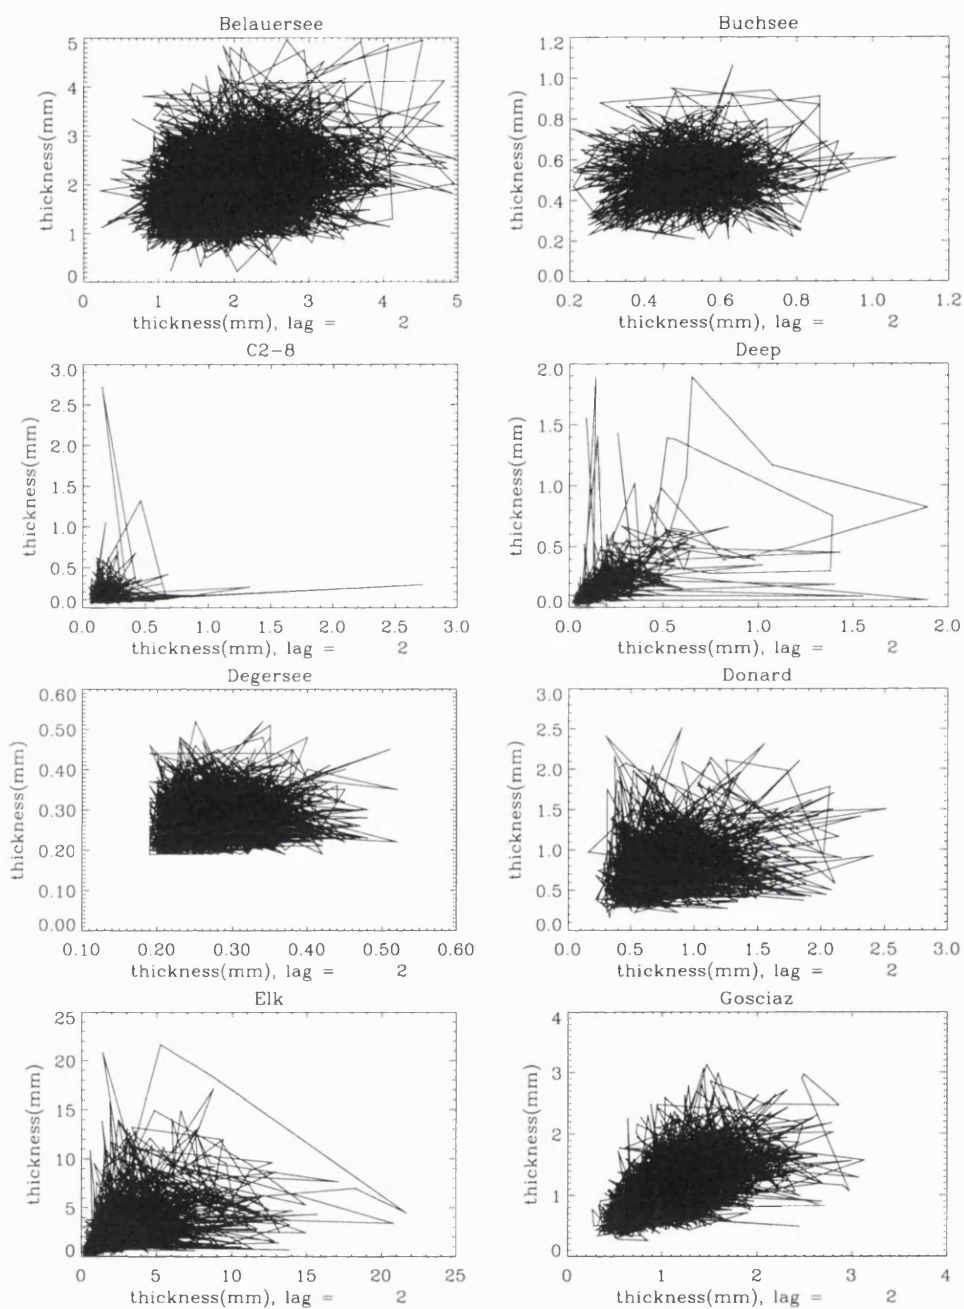 Belauersee
5
4
3
2
1
0
thickness(mm)
0 1 2 3 4 5
thickness(mm), lag = 2
Buchsee
1.2
1.0
0.8
0.6
0.4
0.2
0.0
thickness(mm)
0.2 0.4 0.6 0.8 1.0 1.2
thickness(mm), lag = 2
C2-8
3.0
2.5
2.0
1.5
1.0
0.5
0.0
thickness(mm)
0.0 0.5 1.0 1.5 2.0 2.5 3.0
thickness(mm), lag = 2
Deep
2.0
1.5
1.0
0.5
0.0
thickness(mm)
0.0 0.5 1.0 1.5 2.0
thickness(mm), lag = 2
Degersee
0.60
0.50
0.40
0.30
0.20
0.10
0.00
thickness(mm)
0.10 0.20 0.30 0.40 0.50 0.60
thickness(mm), lag = 2
Donard
3.0
2.5
2.0
1.5
1.0
0.5
0.0
thickness(mm)
0.0 0.5 1.0 1.5 2.0 2.5 3.0
thickness(mm), lag = 2
Elk
25
20
15
10
5
0
thickness(mm)
0 5 10 15 20 25
thickness(mm), lag = 2
Gosciaz
4
3
2
1
0
thickness(mm)
0 1 2 3 4
thickness(mm), lag = 2